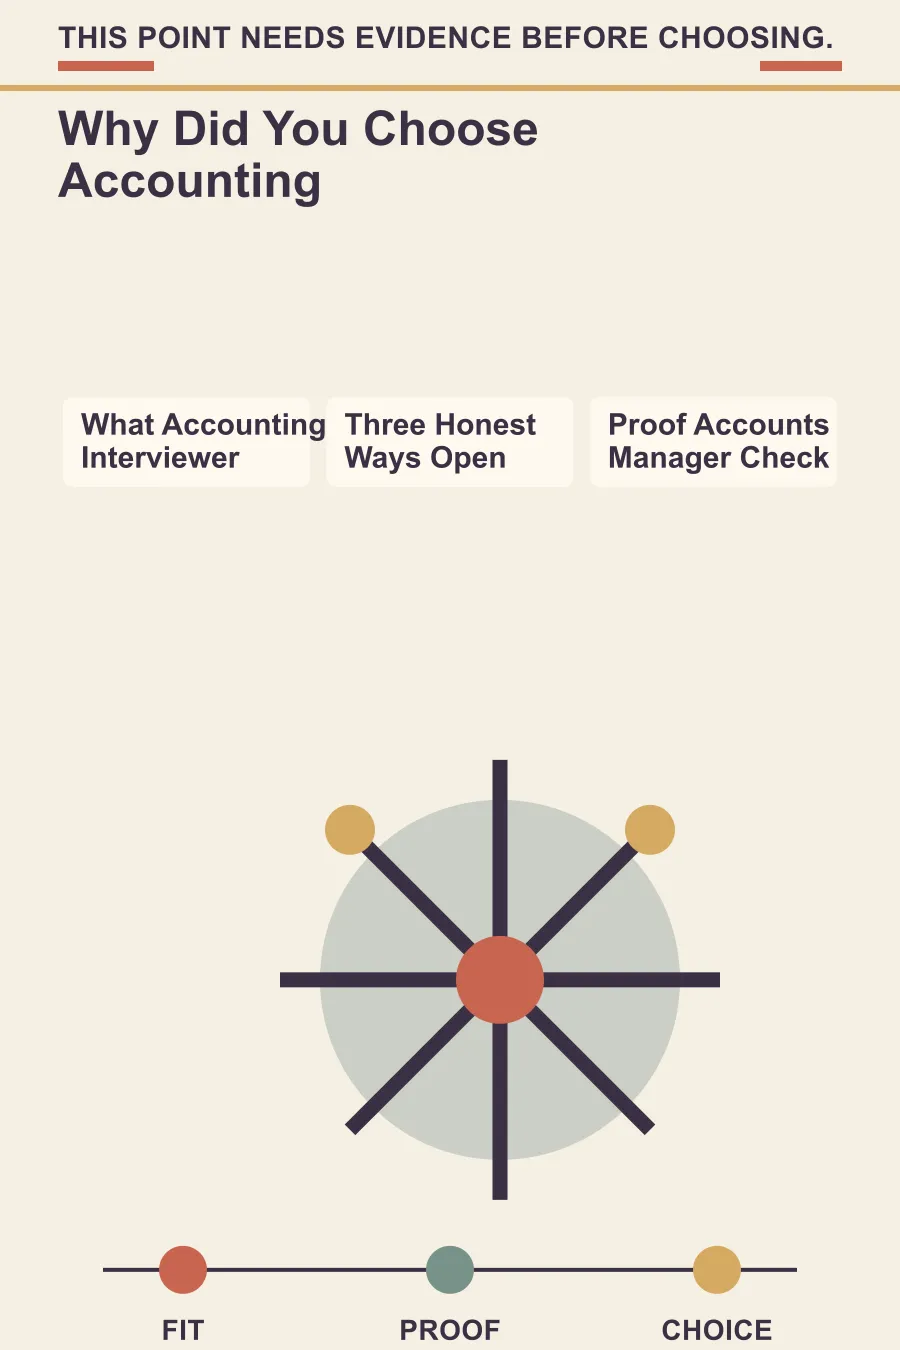 THIS POINT NEEDS EVIDENCE BEFORE CHOOSING.
Why Did You Choose
Accounting
What Accounting
Interviewer
Three Honest
Ways Open
Proof Accounts
Manager Check
FIT
PROOF
CHOICE